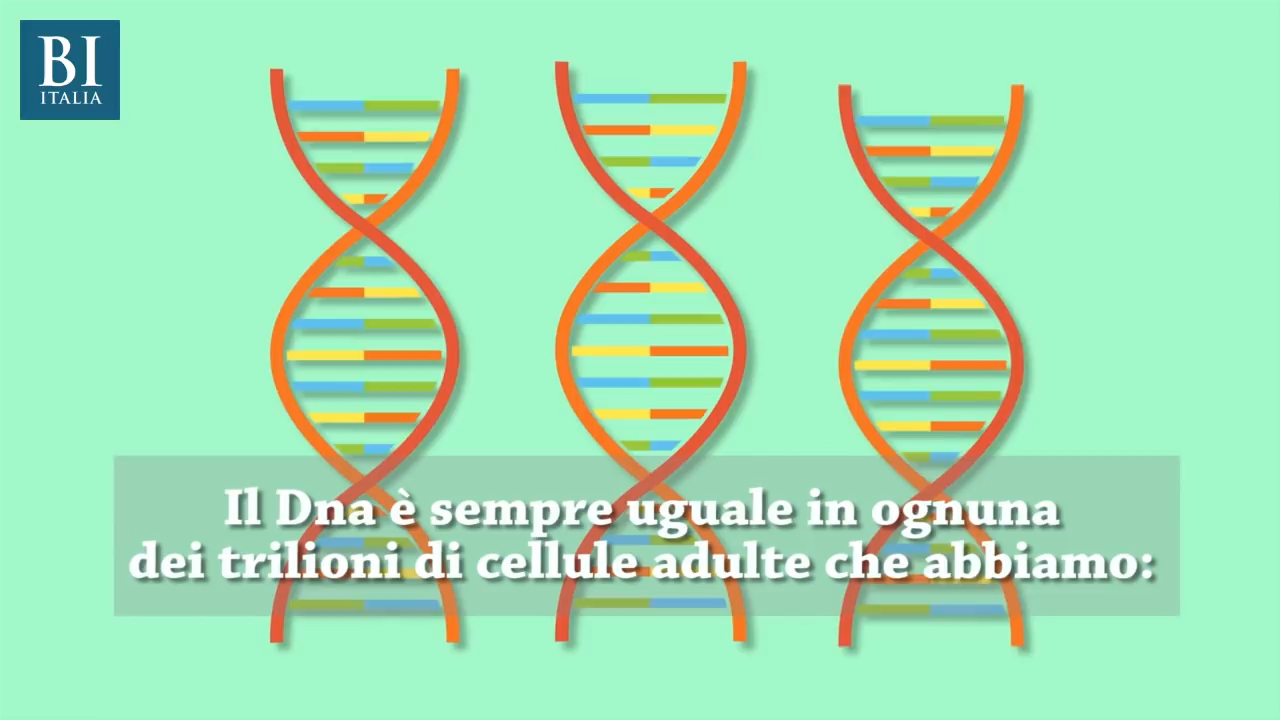 BI
ITALIA
Il Dna è sempre uguale in ognuna
dei trilioni di cellule adulte che abbiamo: